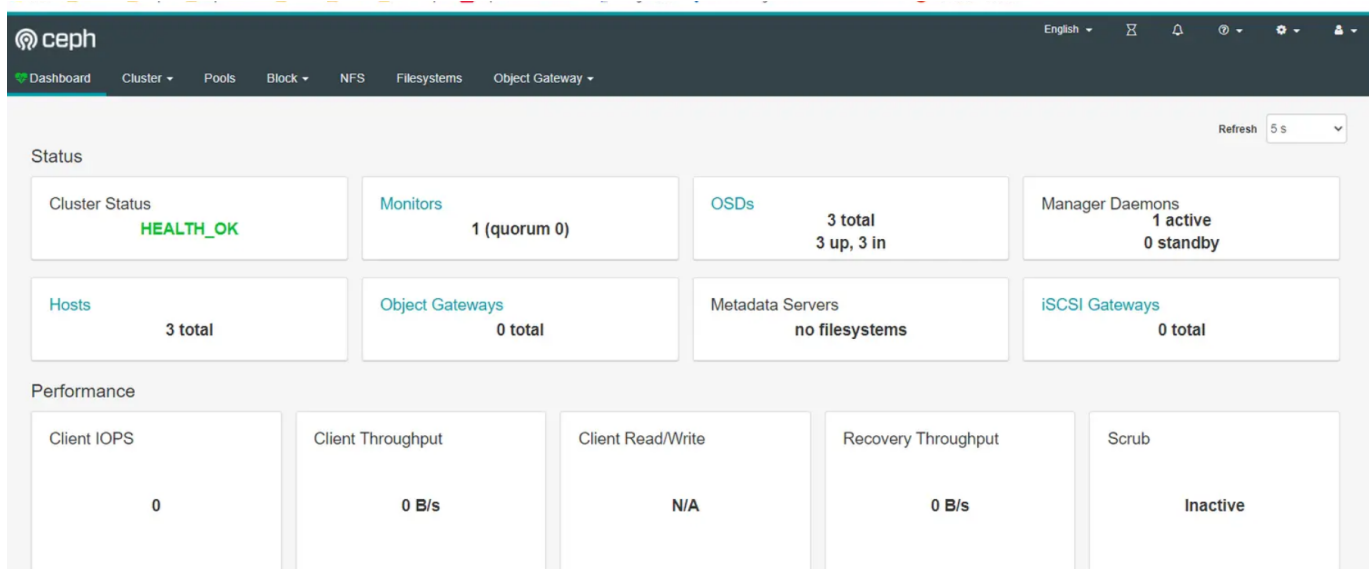 ceph
English
Dashboard Cluster Pools Block NFS Filesystems Object Gateway
Refresh 5 s
Status
Cluster Status
HEALTH_OK
Monitors
1 (quorum 0)
OSDs
3 total
3 up, 3 in
Manager Daemons
1 active
0 standby
Hosts
3 total
Object Gateways
0 total
Metadata Servers
no filesystems
iSCSI Gateways
0 total
Performance
Client IOPS
0
Client Throughput
0 B/s
Client Read/Write
N/A
Recovery Throughput
0 B/s
Scrub
Inactive